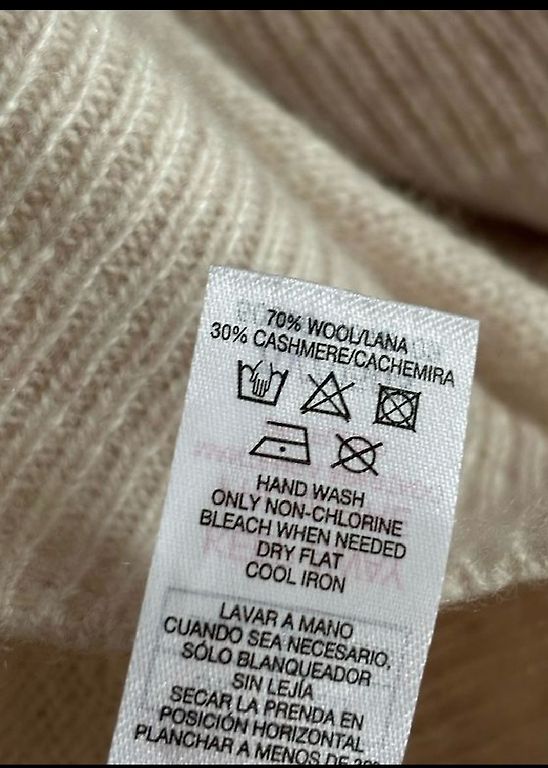 70% WOOL/LANA
30% CASHMERE/CACHEMIRA
HAND WASH
ONLY NON-CHLORINE
BLEACH WHEN NEEDED
DRY FLAT
COOL IRON
LAVAR A MANO
CUANDO SEA NECESARIO,
SÓLO BLANQUEADOR
SIN LEJÍA
SECAR LA PRENDA EN
POSICIÓN HORIZONTAL
PLANCHAR A MENOS DE